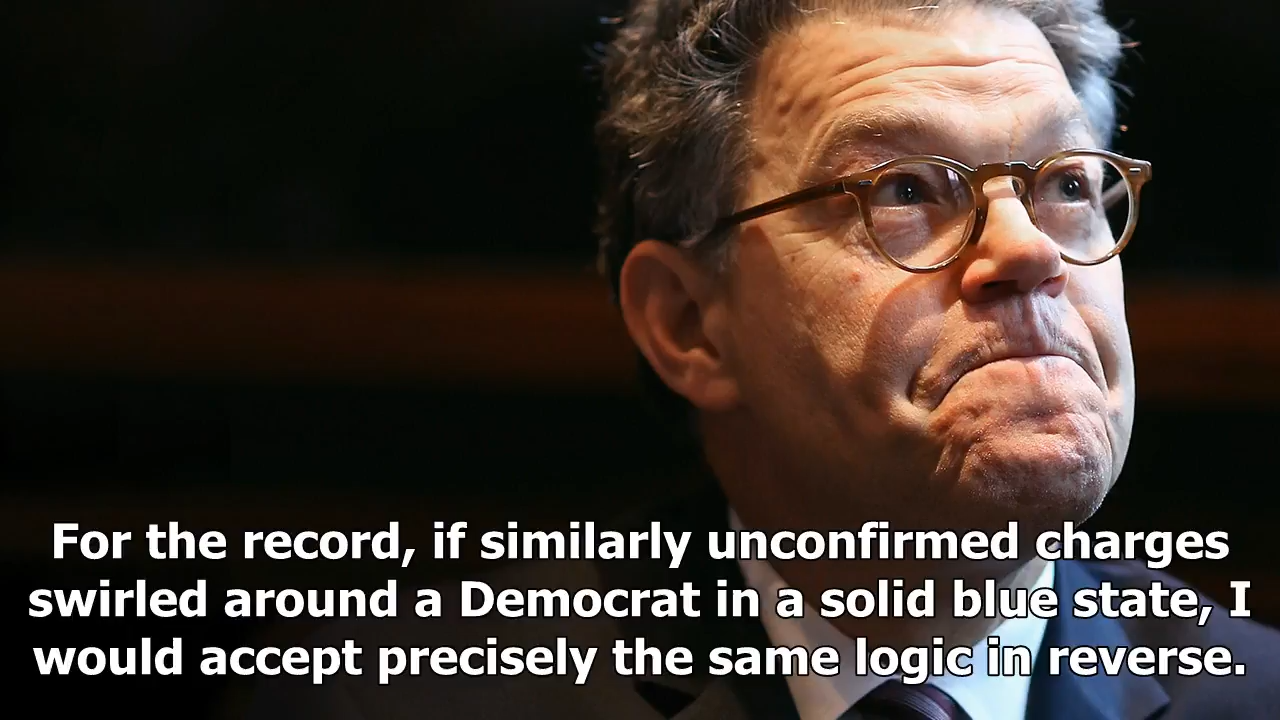 For the record, if similarly unconfirmed charges
swirled around a Democrat in a solid blue state, I
would accept precisely the same logic in reverse.